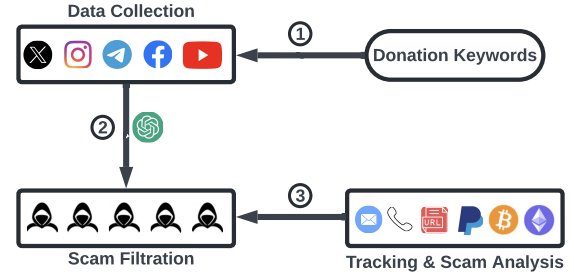 Data Collection
1
Donation Keywords
2
3
URL
Scam Filtration
Tracking & Scam Analysis